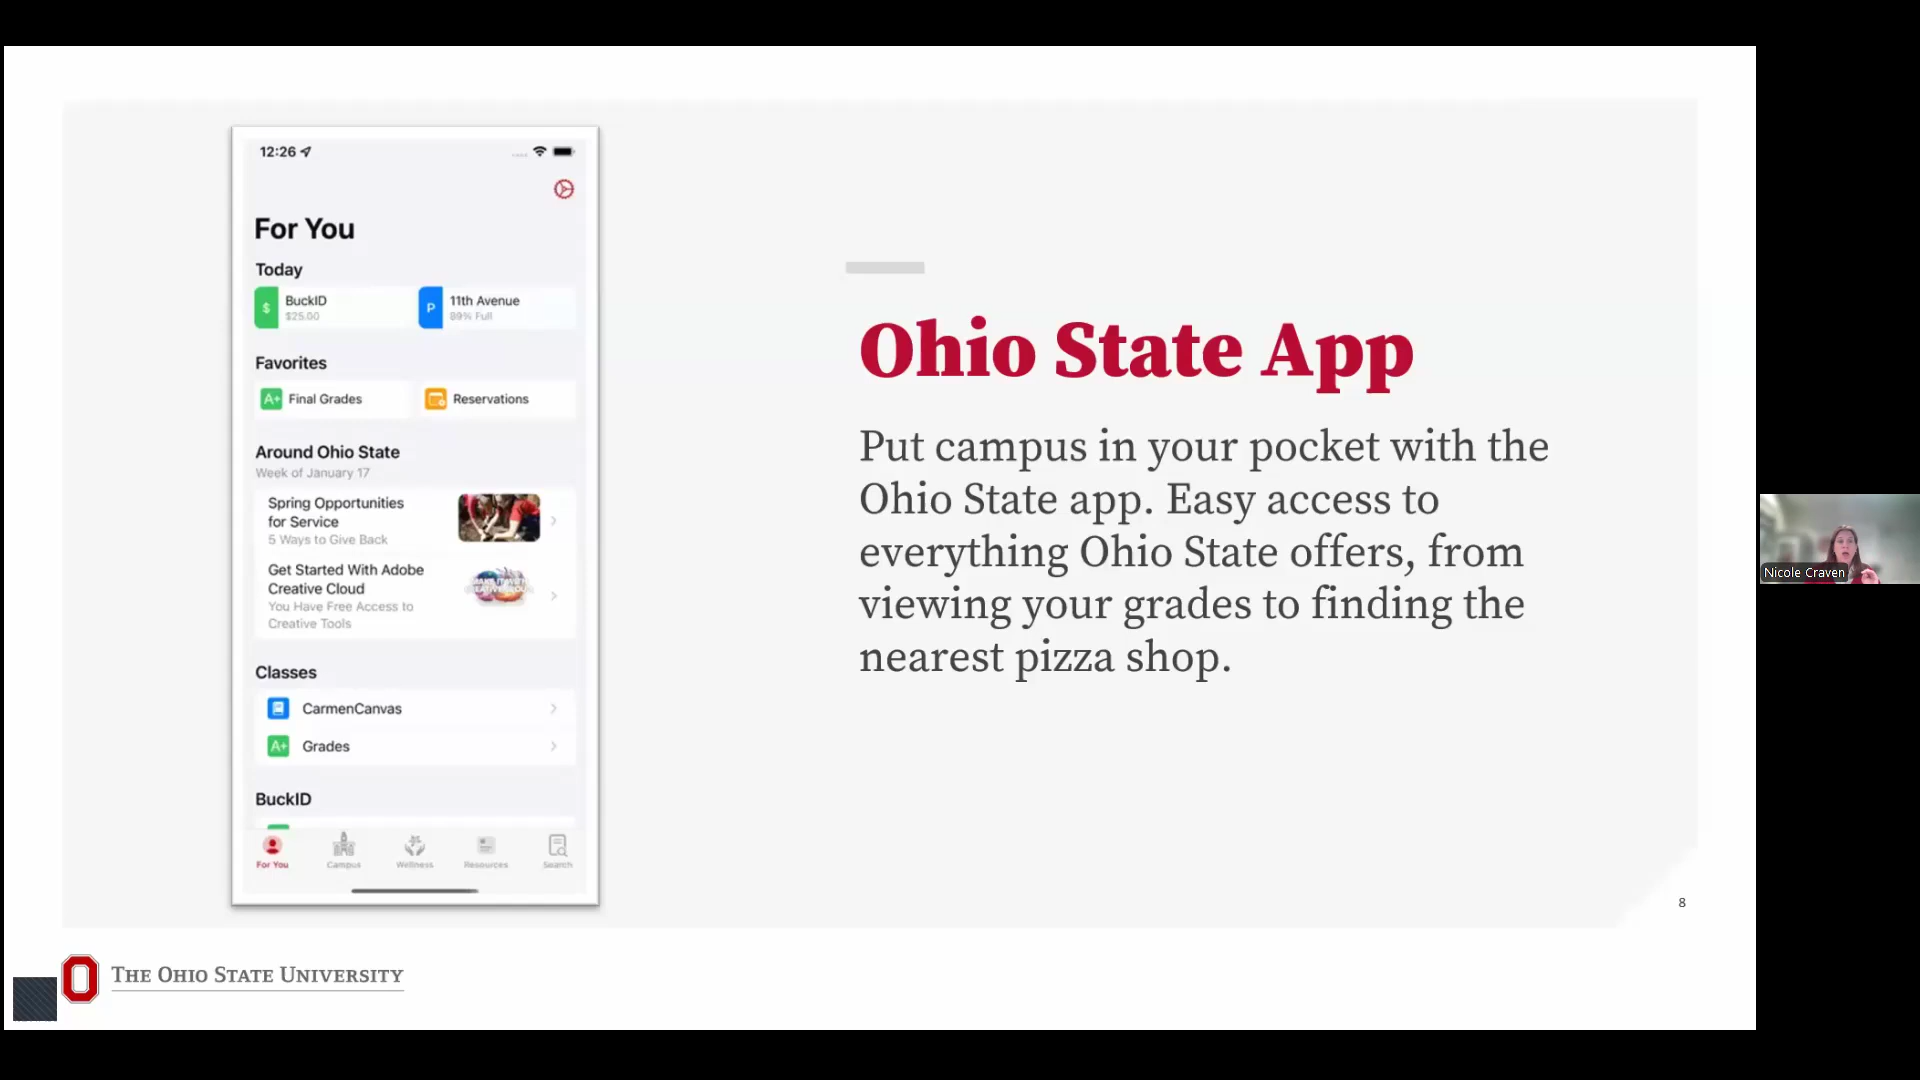 12:26
For You
Today
$
BuckID
$25.00
P
11th Avenue
89% Full
Favorites
A+ Final Grades
Reservations
Around Ohio State
Week of January 17
Spring Opportunities
for Service
5 Ways to Give Back
Get Started With Adobe
Creative Cloud
You Have Free Access to
Creative Tools
Classes
CarmenCanvas
A+ Grades
BuckID
For You
Campus
Wellness
Resources
Search
Ohio State App
Put campus in your pocket with the
Ohio State app. Easy access to
everything Ohio State offers, from
viewing your grades to finding the
nearest pizza shop.
8
THE OHIO STATE UNIVERSITY
Nicole Craven